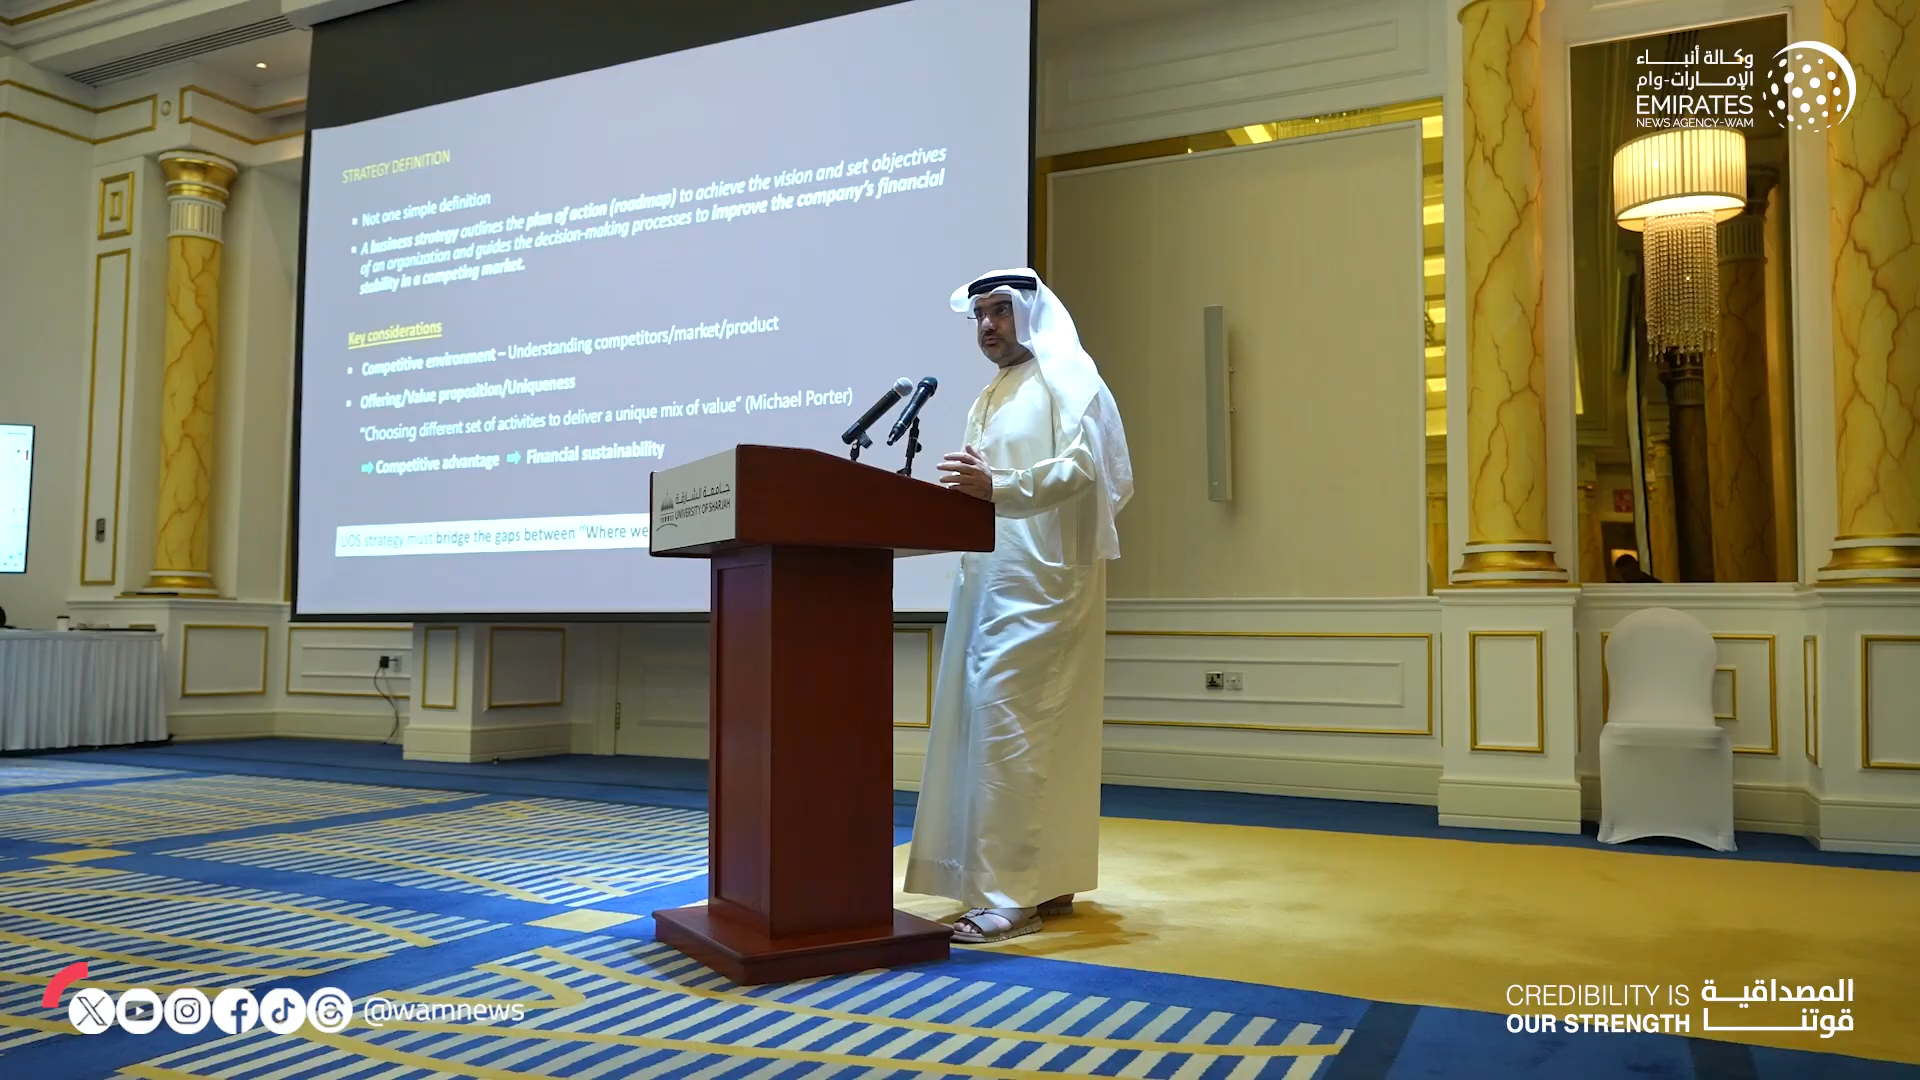 وكالة أنباء
الإمارات-وام
EMIRATES
NEWS AGENCY-WAM
STRATEGY DEFINITION
Not one simple definition
A business strategy outlines the plan of action (roadmap) to achieve the vision and set objectives
of an organization and guides the decision-making processes to improve the company's financial
stability in a competing market.
Key considerations
Competitive environment – Understanding competitors/market/product
Offering/Value proposition/Uniqueness
"Choosing different set of activities to deliver a unique mix of value" (Michael Porter)
Competitive advantage Financial sustainability
UOS strategy must bridge the gaps between "Where we
جامعة الشارقة
UNIVERSITY OF SHARJAH
@wamnews
CREDIBILITY IS
OUR STRENGTH
المصداقية
قوتنا